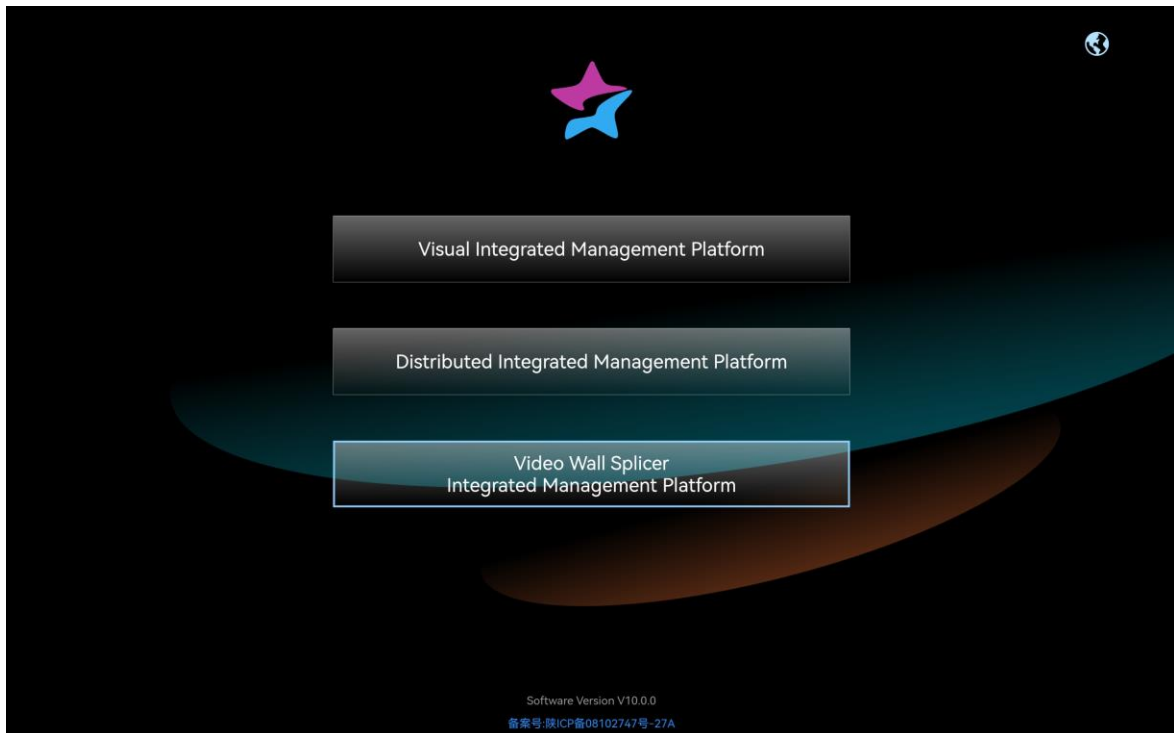 Visual Integrated Management Platform
Distributed Integrated Management Platform
Video Wall Splicer
Integrated Management Platform
Software Version V10.0.0
备案号:陕ICP备08102747号-27A